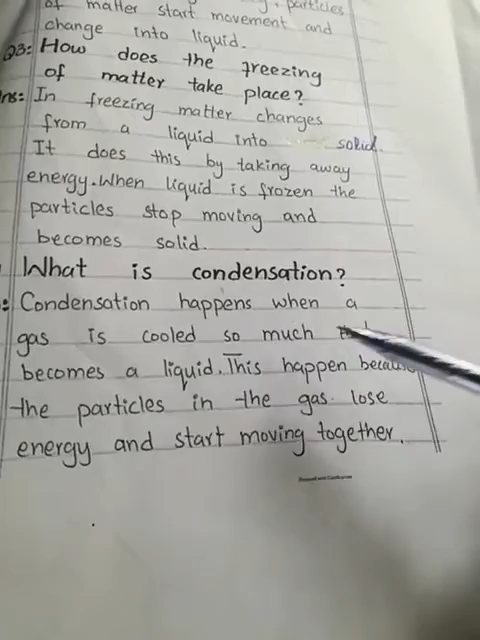 of matter start movement and
change into liquid.
Q3: How does the freezing
of matter take place?
ns: In freezing matter changes
from a liquid into solid.
It does this by taking away
energy. When liquid is frozen the
particles stop moving and
becomes solid.
What is condensation?
: Condensation happens when a
gas is cooled so much
becomes a liquid. This happen because
the particles in the gas lose
energy and start moving together.